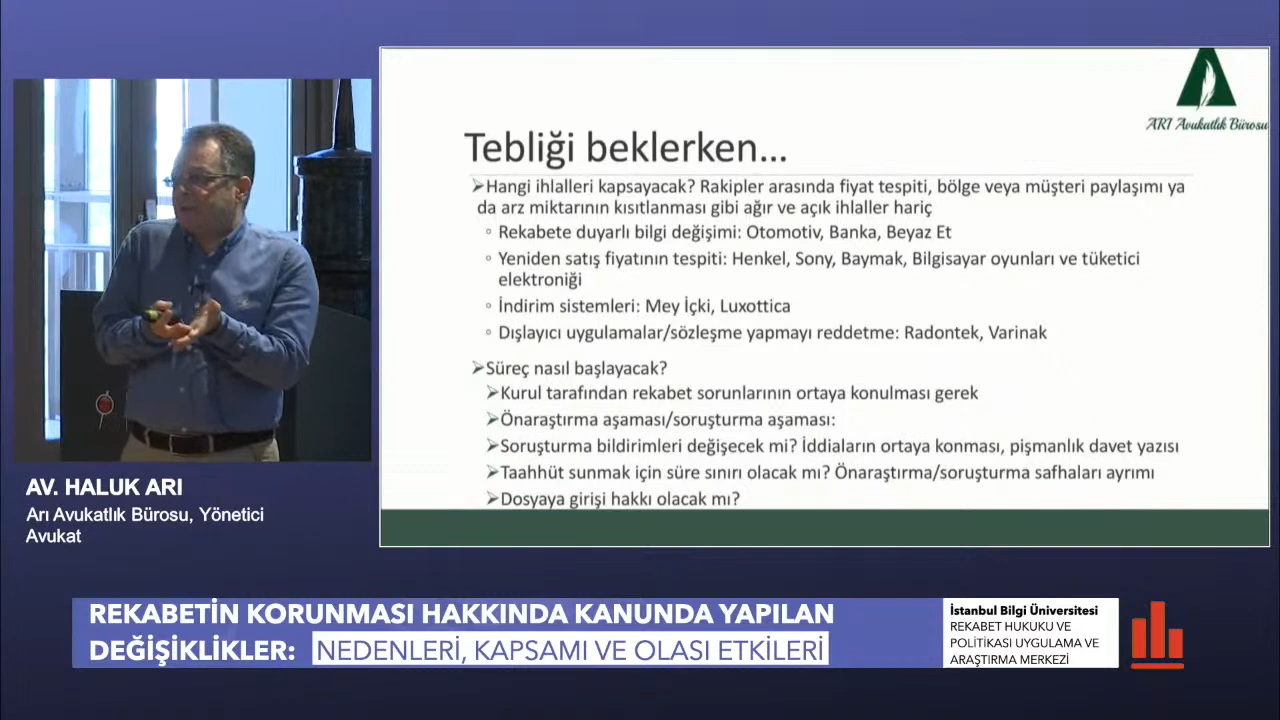 ARI Avukatlık Bürosu
Tebliği beklerken...
➢Hangi ihlalleri kapsayacak? Rakipler arasında fiyat tespiti, bölge veya müşteri paylaşımı ya
da arz miktarının kısıtlanması gibi ağır ve açık ihlaller hariç
◦ Rekabete duyarlı bilgi değişimi: Otomotiv, Banka, Beyaz Et
◦ Yeniden satış fiyatının tespiti: Henkel, Sony, Baymak, Bilgisayar oyunları ve tüketici
elektroniği
◦ İndirim sistemleri: Mey İçki, Luxottica
◦ Dışlayıcı uygulamalar/sözleşme yapmayı reddetme: Radontek, Varinak
➢Süreç nasıl başlayacak?
➢Kurul tarafından rekabet sorunlarının ortaya konulması gerek
➢Önaraştırma aşaması/soruşturma aşaması:
➢Soruşturma bildirimleri değişecek mi? İddiaların ortaya konması, pişmanlık davet yazısı
➢Taahhüt sunmak için süre sınırı olacak mı? Önaraştırma/soruşturma safhaları ayrımı
➢Dosyaya girişi hakkı olacak mı?
AV. HALUK ARI
Arı Avukatlık Bürosu, Yönetici
Avukat
REKABETİN KORUNMASI HAKKINDA KANUNDA YAPILAN
DEĞİŞİKLİKLER: NEDENLERİ, KAPSAMI VE OLASI ETKİLERİ
İstanbul Bilgi Üniversitesi
REKABET HUKUKU VE
POLİTİKASI UYGULAMA VE
ARAŞTIRMA MERKEZİ